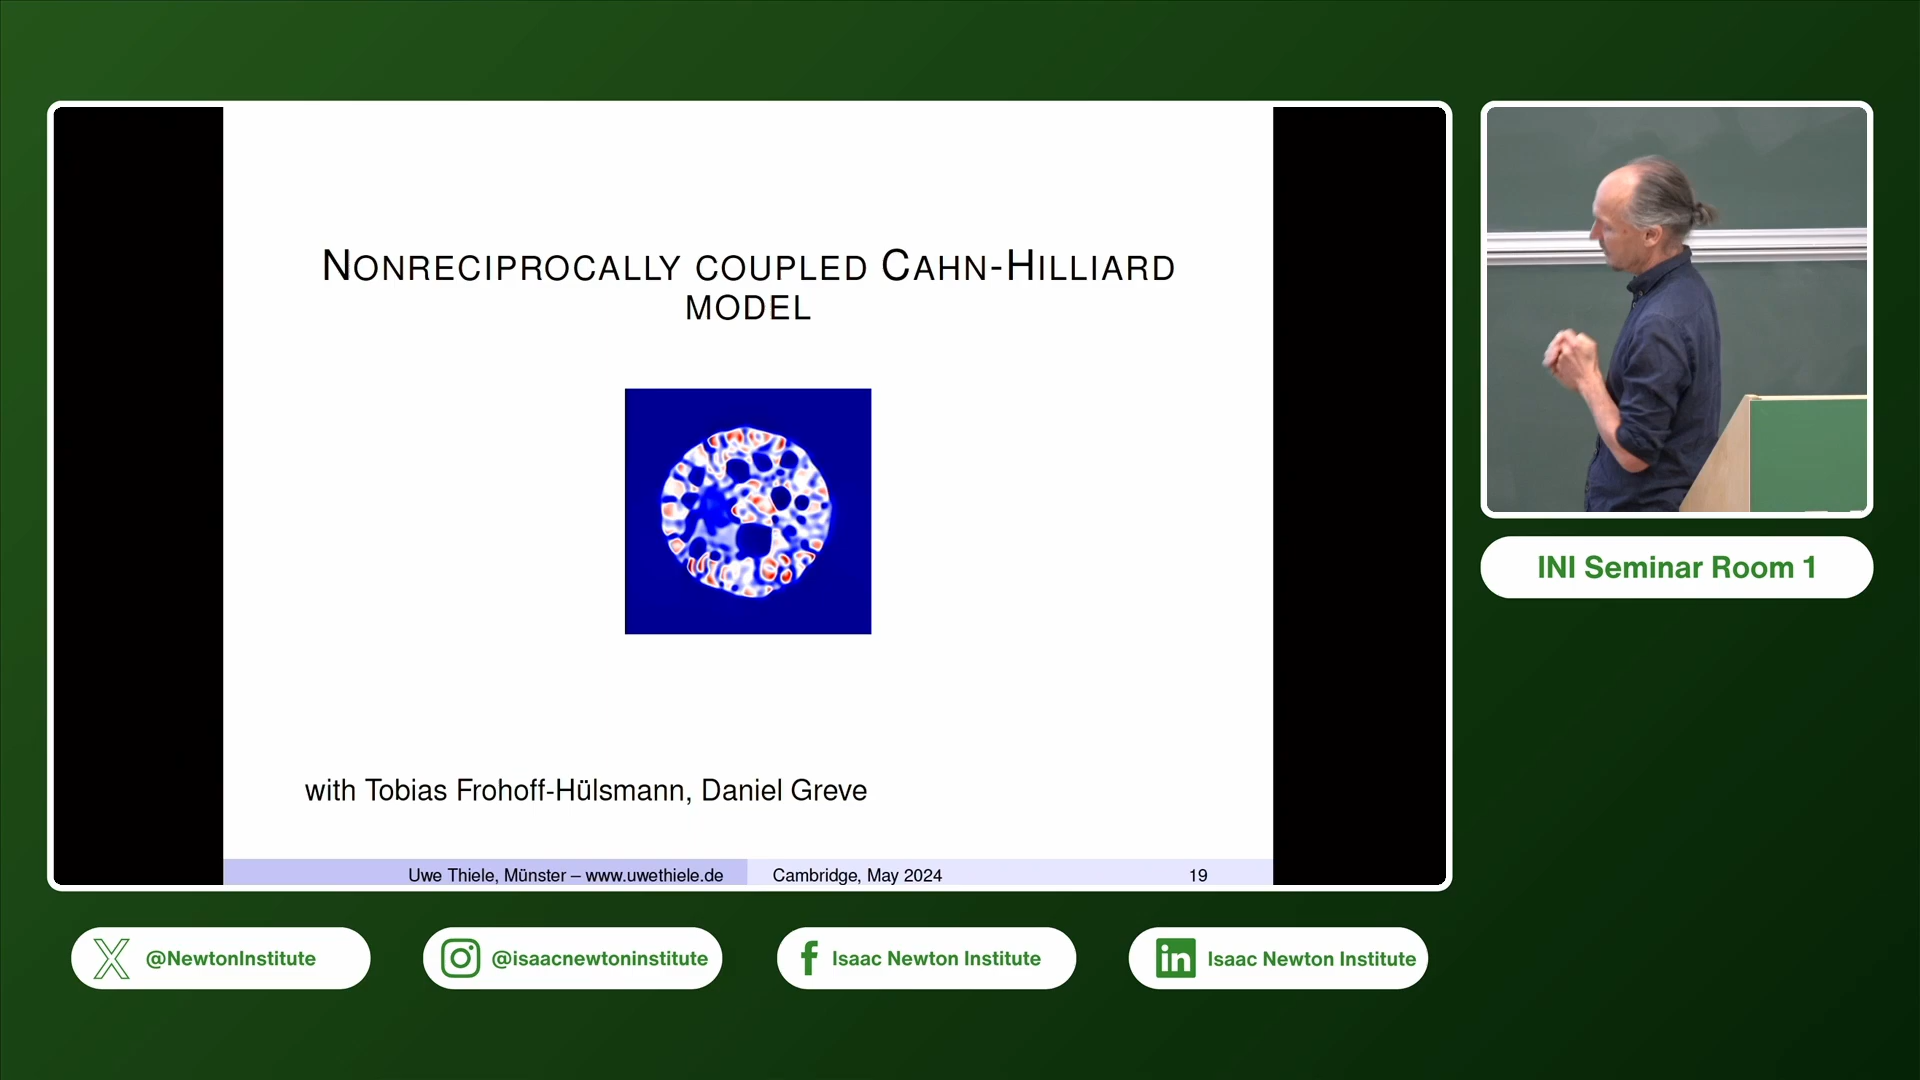 NONRECIPROCALLY COUPLED CAHN-HILLIARD
MODEL
with Tobias Frohoff-Hülsmann, Daniel Greve
Uwe Thiele, Münster – www.uwethiele.de
Cambridge, May 2024
19
INI Seminar Room 1
@NewtonInstitute
@isaacnewtoninstitute
Isaac Newton Institute
Isaac Newton Institute